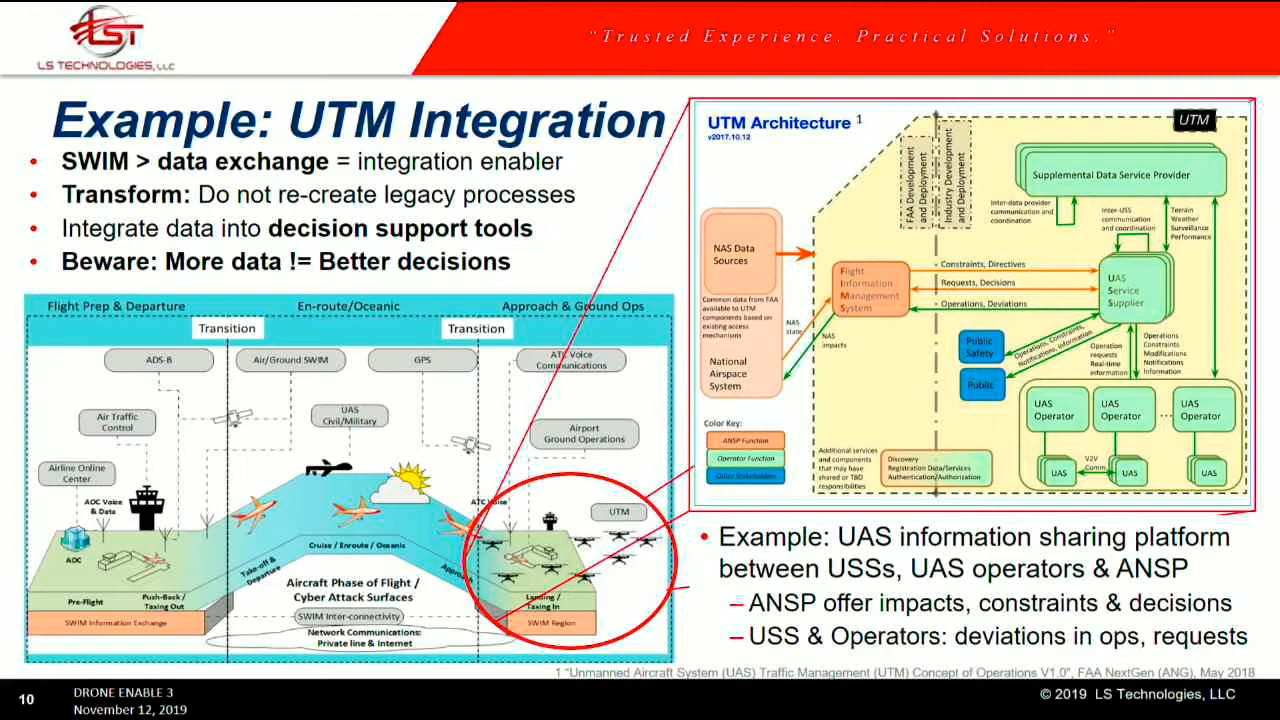 LST
LS TECHNOLOGIES, LLC
“Trusted Experience. Practical Solutions.”
Example: UTM Integration
• SWIM > data exchange = integration enabler
• Transform: Do not re-create legacy processes
• Integrate data into decision support tools
• Beware: More data != Better decisions
Flight Prep & Departure
En-route/Oceanic
Approach & Ground Ops
Transition
Transition
ADS-B
Air/Ground SWIM
GPS
ATC Voice
Communications
Air Traffic
Control
UAS
Civil/Military
Airport
Ground Operations
Airline Online
Center
AOC Voice
& Data
ATC Voice
UTM
AOC
Cruise / Enroute / Oceanic
Take-off &
Departure
Approach
Aircraft Phase of Flight /
Cyber Attack Surfaces
Pre-Flight
Push-Back /
Taxing Out
Landing /
Taxing In
SWIM Information Exchange
SWIM Inter-connectivity
SWIM Region
Network Communications:
Private line & Internet
UTM Architecture 1
v2017.10.12
UTM
FAA Development
and Deployment
Industry Development
and Deployment
Supplemental Data Service Provider
Inter-data provider
communication and
coordination
Inter-USS
communication
and coordination
Terrain
Weather
Surveillance
Performance
NAS Data
Sources
Common data from FAA
available to UTM
components based on
existing access
mechanisms
National
Airspace
System
NAS
state
NAS
impacts
Flight
Information
Management
System
Constraints, Directives
Requests, Decisions
Operations, Deviations
UAS
Service
Supplier
Public
Safety
Public
Operations, Constraints,
Notifications, Information
Operation
requests
Real-time
information
Operations
Constraints
Modifications
Notifications
Information
UAS
Operator
UAS
Operator
...
UAS
Operator
UAS
V2V
Comm.
UAS
UAS
Color Key:
ANSP Function
Operator Function
Other Stakeholders
Additional services
and components
that may have
shared or TBD
responsibilities
Discovery
Registration Data/Services
Authentication/Authorization
• Example: UAS information sharing platform
between USSs, UAS operators & ANSP
– ANSP offer impacts, constraints & decisions
– USS & Operators: deviations in ops, requests
1 “Unmanned Aircraft System (UAS) Traffic Management (UTM) Concept of Operations V1.0”, FAA NextGen (ANG), May 2018
10
DRONE ENABLE 3
November 12, 2019
© 2019 LS Technologies, LLC